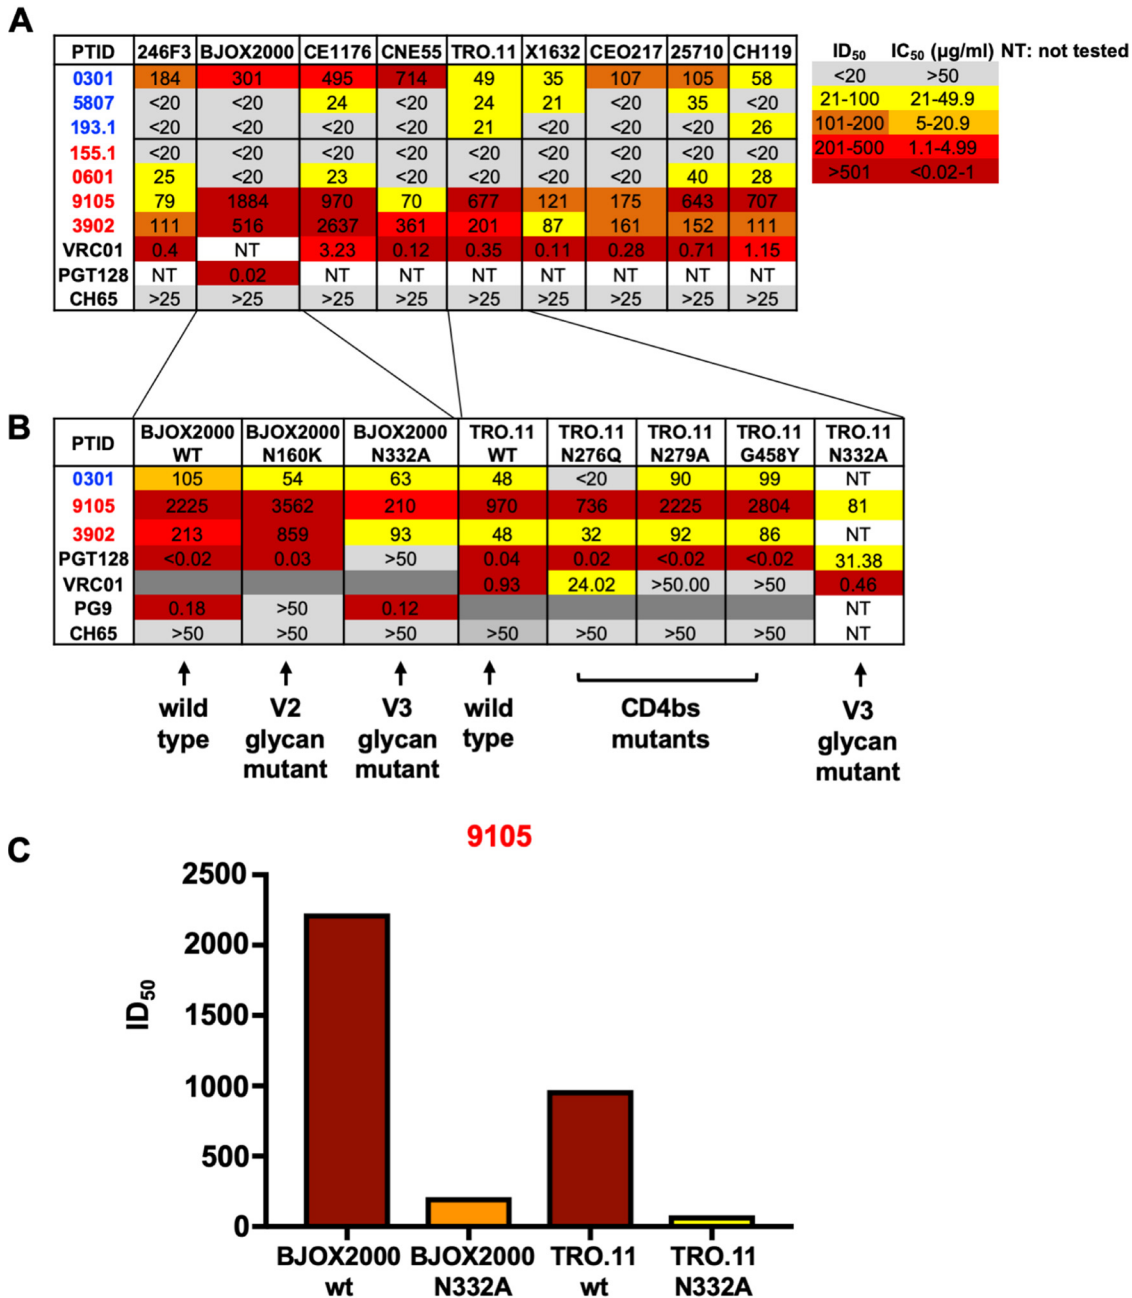 A
PTID 246F3 BJOX2000 CE1176 CNE55 TRO.11 X1632 CEO217 25710 CH119
0301 184 301 495 714 49 35 107 105 58
5807 <20 <20 24 <20 24 21 <20 35 <20
193.1 <20 <20 <20 <20 21 <20 <20 <20 26
155.1 <20 <20 <20 <20 <20 <20 <20 <20 <20
0601 25 <20 23 <20 <20 <20 <20 40 28
9105 79 1884 970 70 677 121 175 643 707
3902 111 516 2637 361 201 87 161 152 111
VRC01 0.4 NT 3.23 0.12 0.35 0.11 0.28 0.71 1.15
PGT128 NT 0.02 NT NT NT NT NT NT NT
CH65 >25 >25 >25 >25 >25 >25 >25 >25 >25
ID50 IC50 (µg/ml) NT: not tested
<20 >50
21-100 21-49.9
101-200 5-20.9
201-500 1.1-4.99
>501 <0.02-1
B
PTID BJOX2000 WT BJOX2000 N160K BJOX2000 N332A TRO.11 WT TRO.11 N276Q TRO.11 N279A TRO.11 G458Y TRO.11 N332A
0301 105 54 63 48 <20 90 99 NT
9105 2225 3562 210 970 736 2225 2804 81
3902 213 859 93 48 32 92 86 NT
PGT128 <0.02 0.03 >50 0.04 0.02 <0.02 <0.02 31.38
VRC01 0.93 24.02 >50.00 >50 0.46
PG9 0.18 >50 0.12 NT
CH65 >50 >50 >50 >50 >50 >50 >50 NT
wild type
V2 glycan mutant
V3 glycan mutant
wild type
CD4bs mutants
V3 glycan mutant
C
9105
ID50
2500
2000
1500
1000
500
0
BJOX2000 wt
BJOX2000 N332A
TRO.11 wt
TRO.11 N332A